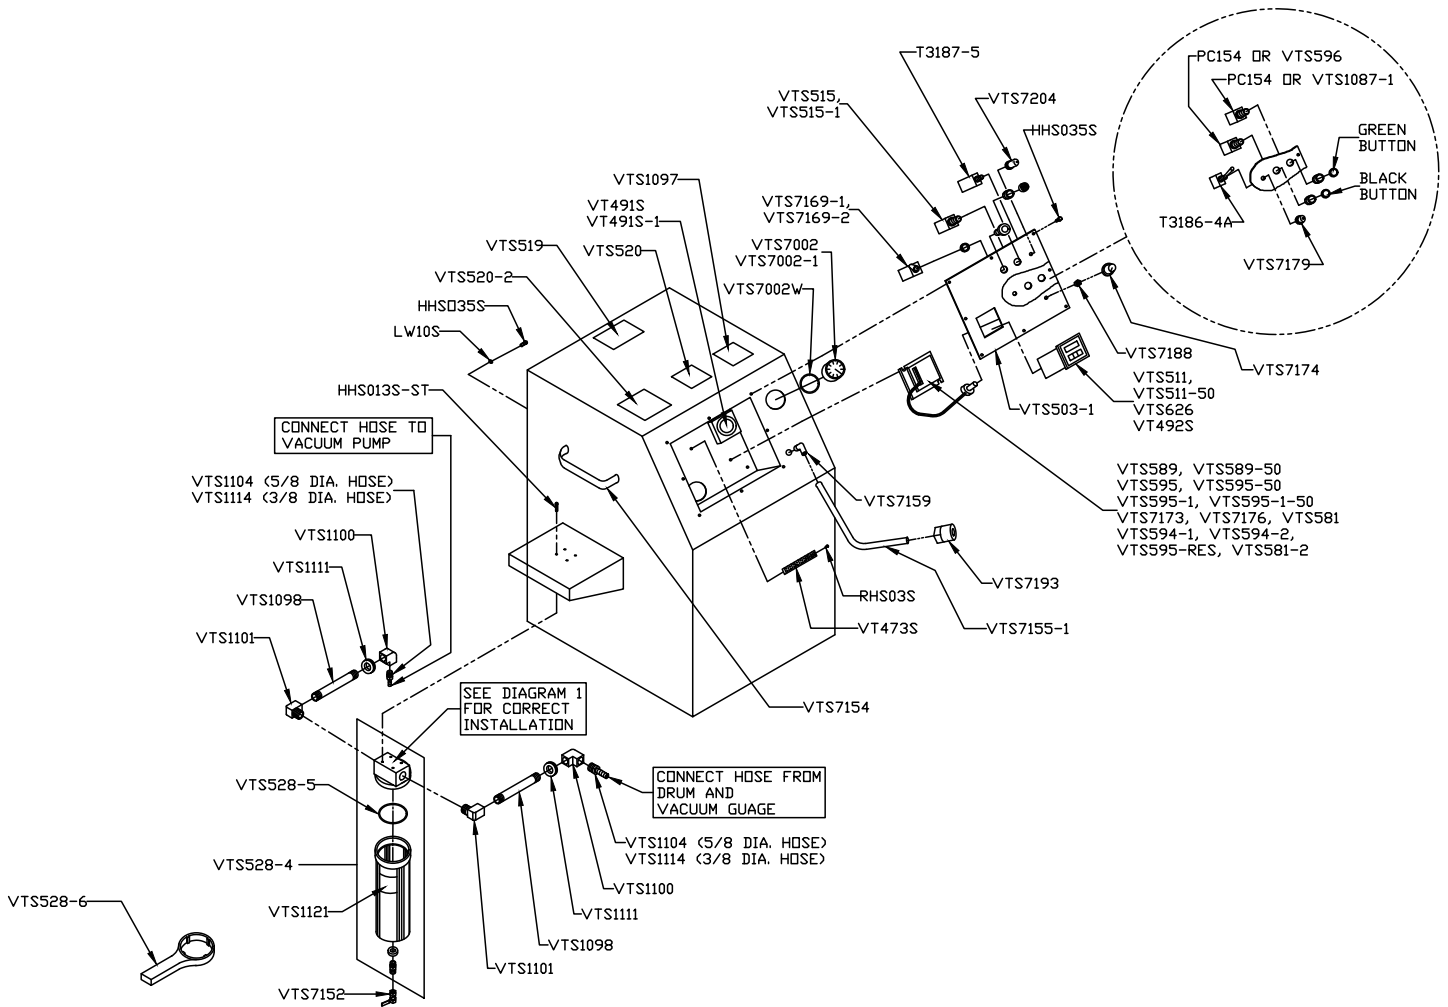 T3187-5
PC154 OR VTS596
PC154 OR VTS1087-1
VTS515,
VTS515-1
VTS7204
HHS035S
GREEN
BUTTON
VTS1097
VT491S
VT491S-1
VTS7169-1,
VTS7169-2
BLACK
BUTTON
T3186-4A
VTS519
VTS520
VTS7002
VTS7002-1
VTS7179
VTS520-2
VTS7002W
HHS035S
LW10S
VTS7188
VTS7174
HHS013S-ST
VTS511,
VTS511-50
VTS626
VT492S
VTS503-1
CONNECT HOSE TO
VACUUM PUMP
VTS1104 (5/8 DIA. HOSE)
VTS1114 (3/8 DIA. HOSE)
VTS589, VTS589-50
VTS595, VTS595-50
VTS595-1, VTS595-1-50
VTS7173, VTS7176, VTS581
VTS594-1, VTS594-2,
VTS595-RES, VTS581-2
VTS7159
VTS1100
VTS1111
VTS7193
VTS1098
RHS03S
VTS1101
VT473S
VTS7155-1
SEE DIAGRAM 1
FOR CORRECT
INSTALLATION
VTS7154
VTS528-5
CONNECT HOSE FROM
DRUM AND
VACUUM GUAGE
VTS1104 (5/8 DIA. HOSE)
VTS1114 (3/8 DIA. HOSE)
VTS528-4
VTS1100
VTS528-6
VTS1121
VTS1111
VTS1098
VTS1101
VTS7152